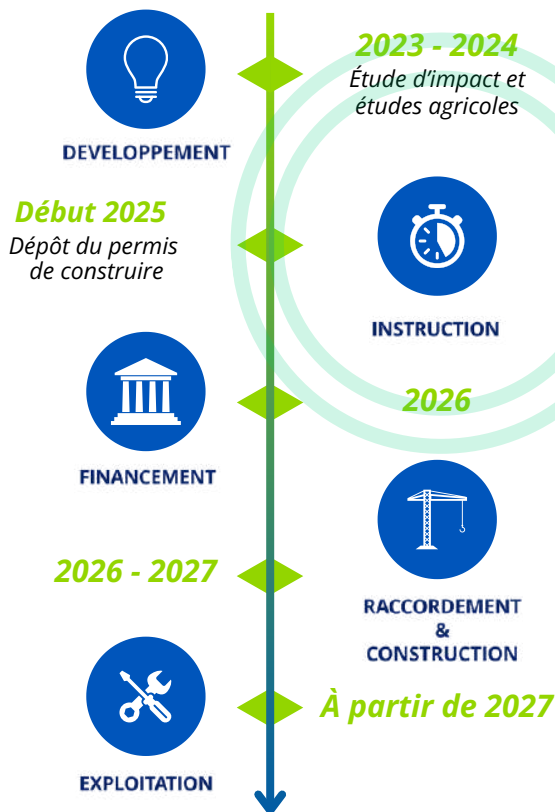 2023 - 2024
Étude d'impact et
études agricoles
DEVELOPPEMENT
Début 2025
Dépôt du permis
de construire
INSTRUCTION
2026
FINANCEMENT
2026 - 2027
RACCORDEMENT
&
CONSTRUCTION
À partir de 2027
EXPLOITATION